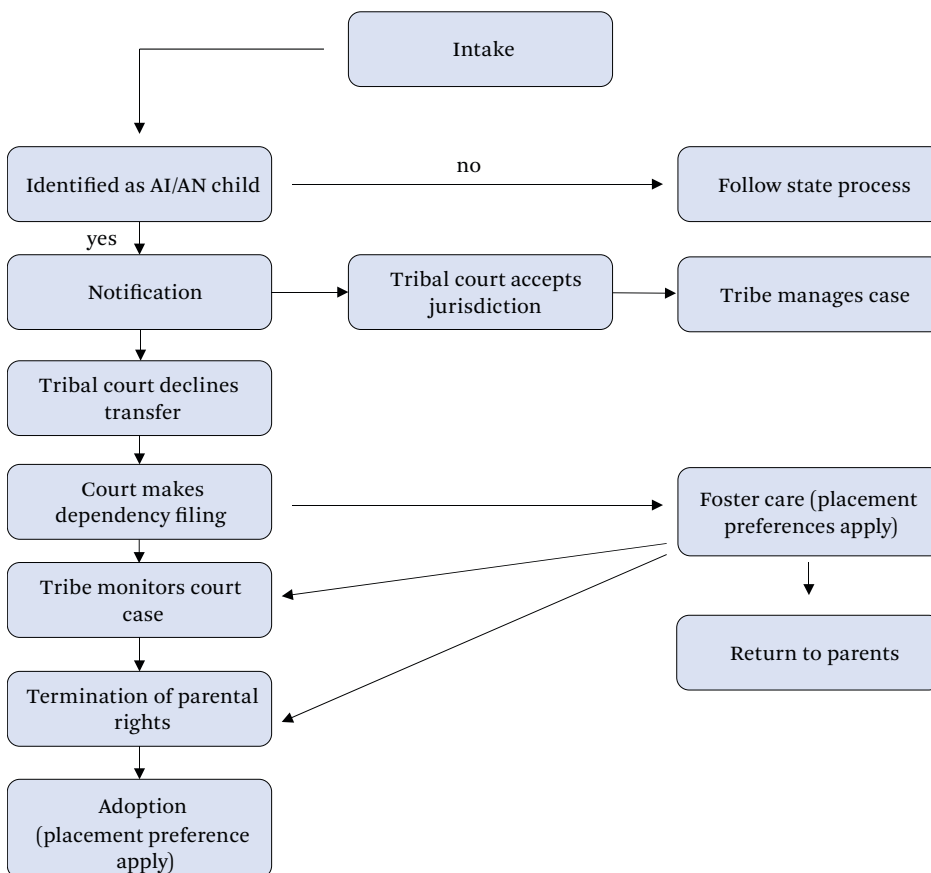 Intake
Identified as AI/AN child
no
Follow state process
yes
Notification
Tribal court accepts
jurisdiction
Tribe manages case
Tribal court declines
transfer
Court makes
dependency filing
Foster care (placement
preferences apply)
Tribe monitors court
case
Return to parents
Termination of parental
rights
Adoption
(placement preference
apply)